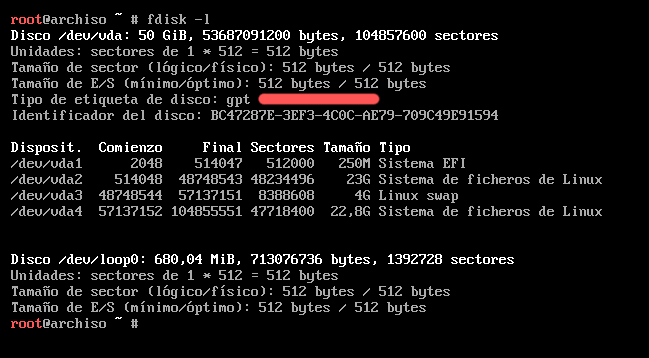 root@archiso ~ # fdisk -l
Disco /dev/vda: 50 GiB, 53687091200 bytes, 104857600 sectores
Unidades: sectores de 1 * 512 = 512 bytes
Tamaño de sector (lógico/físico): 512 bytes / 512 bytes
Tamaño de E/S (mínimo/óptimo): 512 bytes / 512 bytes
Tipo de etiqueta de disco: gpt
Identificador del disco: BC47287E-3EF3-4C0C-AE79-709C49E91594
Disposit. Comienzo Final Sectores Tamaño Tipo
/dev/vda1 2048 514047 512000 250M Sistema EFI
/dev/vda2 514048 48748543 48234496 23G Sistema de ficheros de Linux
/dev/vda3 48748544 57137151 8388608 4G Linux swap
/dev/vda4 57137152 104855551 47718400 22,8G Sistema de ficheros de Linux
Disco /dev/loop0: 680,04 MiB, 713076736 bytes, 1392728 sectores
Unidades: sectores de 1 * 512 = 512 bytes
Tamaño de sector (lógico/físico): 512 bytes / 512 bytes
Tamaño de E/S (mínimo/óptimo): 512 bytes / 512 bytes
root@archiso ~ #